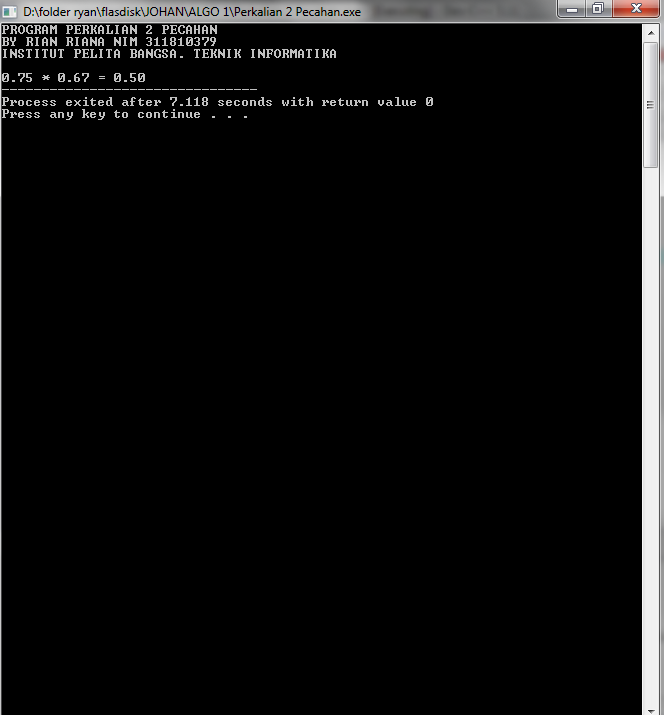 D:\folder ryan\flasdisk\JOHAN\ALGO 1\Perkalian 2 Pecahan.exe
PROGRAM PERKALIAN 2 PECAHAN
BY RIAN RIANA NIM 311810379
INSTITUT PELITA BANGSA. TEKNIK INFORMATIKA
0.75 * 0.67 = 0.50
--------------------------------
Process exited after 7.118 seconds with return value 0
Press any key to continue . . .